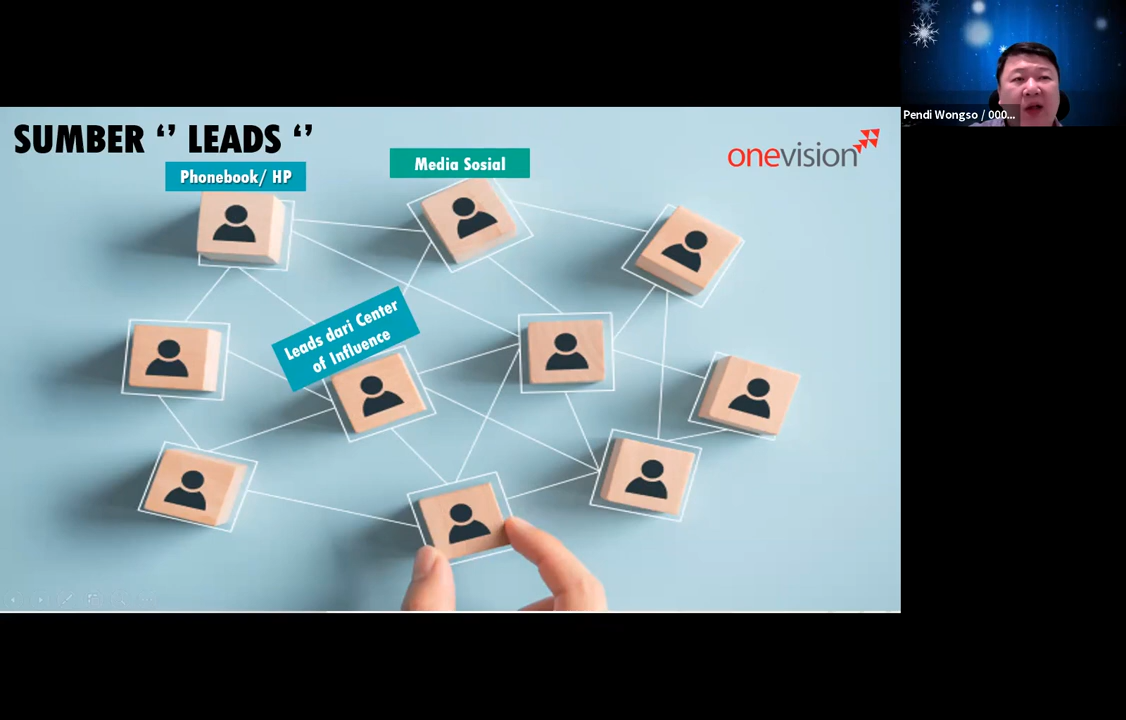 Pendi Wongso / 000...
SUMBER ‘’ LEADS ‘’
onevision
Phonebook/ HP
Media Sosial
Leads dari Center
of Influence